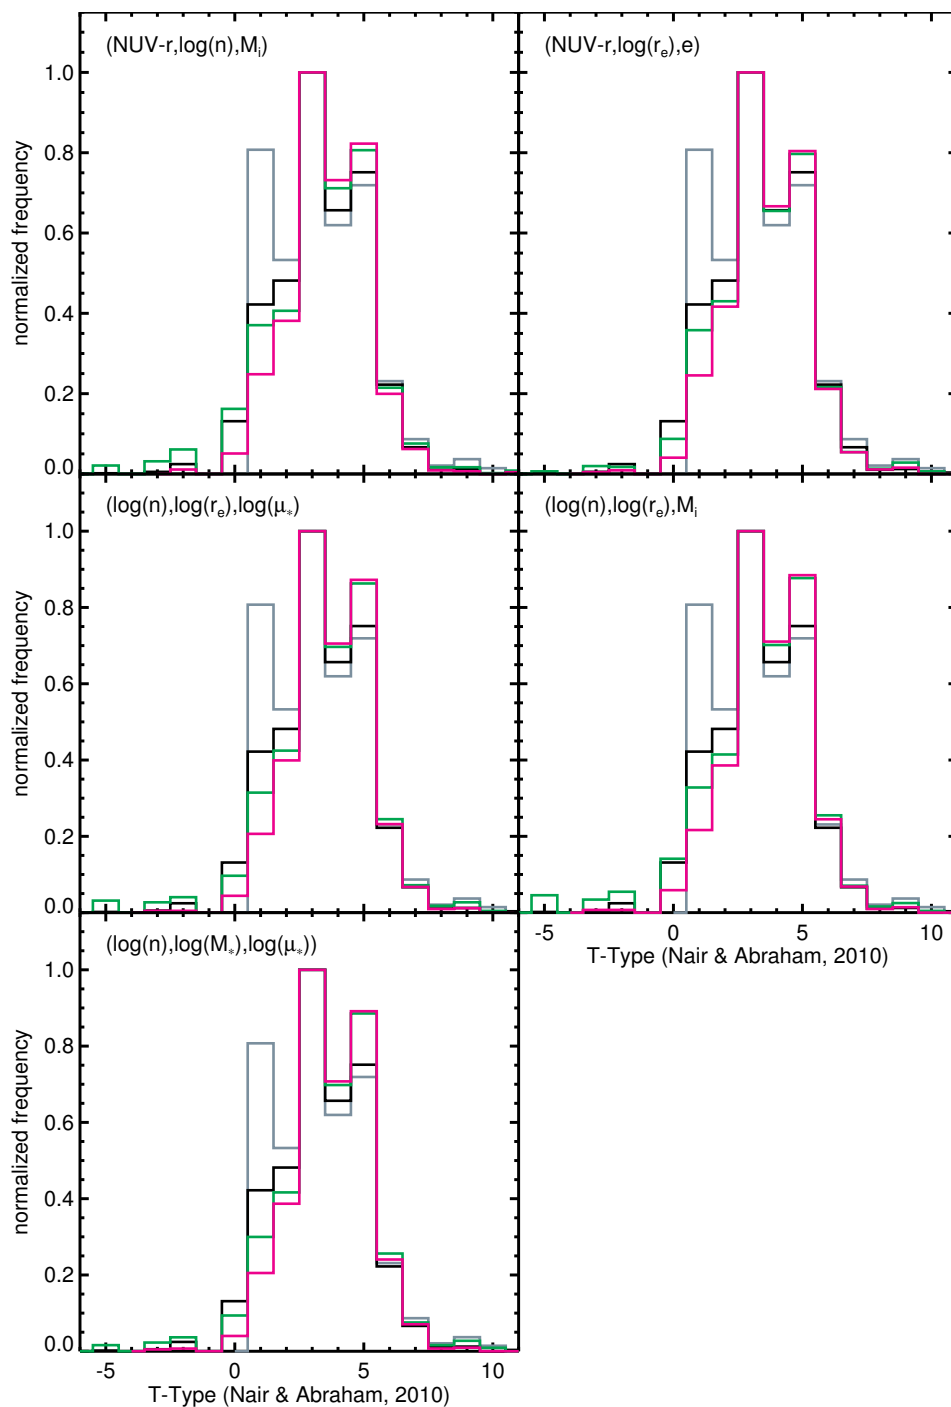 (NUV-r,log(n),Mᵢ)
(NUV-r,log(rₑ),e)
1.0
0.8
0.6
0.4
0.2
0.0
normalized frequency
(log(n),log(rₑ),log(μ*)
(log(n),log(rₑ),Mᵢ
1.0
0.8
0.6
0.4
0.2
0.0
normalized frequency
-5 0 5 10
T-Type (Nair & Abraham, 2010)
(log(n),log(M*),log(μ*))
1.0
0.8
0.6
0.4
0.2
0.0
normalized frequency
-5 0 5 10
T-Type (Nair & Abraham, 2010)